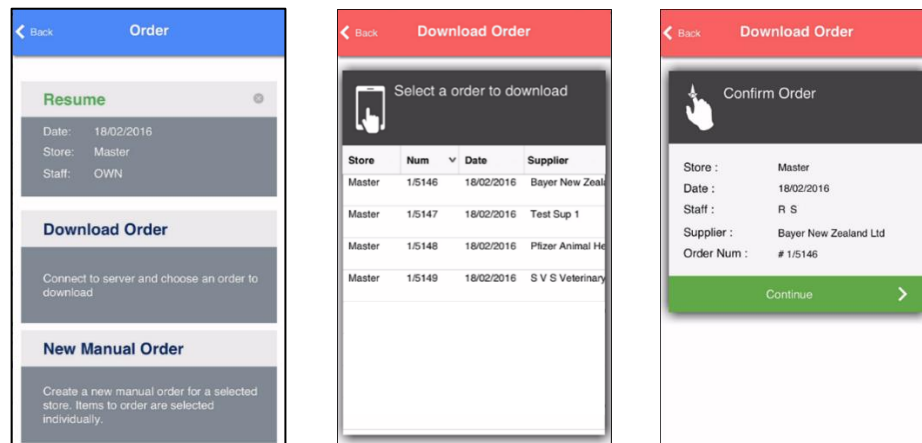 Back Order
Resume
Date: 18/02/2016
Store: Master
Staff: OWN
Download Order
Connect to server and choose an order to
download
New Manual Order
Create a new manual order for a selected
store. Items to order are selected
individually.
Back Download Order
Select a order to download
Store Num Date Supplier
Master 1/5146 18/02/2016 Bayer New Zeal
Master 1/5147 18/02/2016 Test Sup 1
Master 1/5148 18/02/2016 Pfizer Animal He
Master 1/5149 18/02/2016 S V S Veterinary
Back Download Order
Confirm Order
Store : Master
Date : 18/02/2016
Staff : R S
Supplier : Bayer New Zealand Ltd
Order Num : # 1/5146
Continue